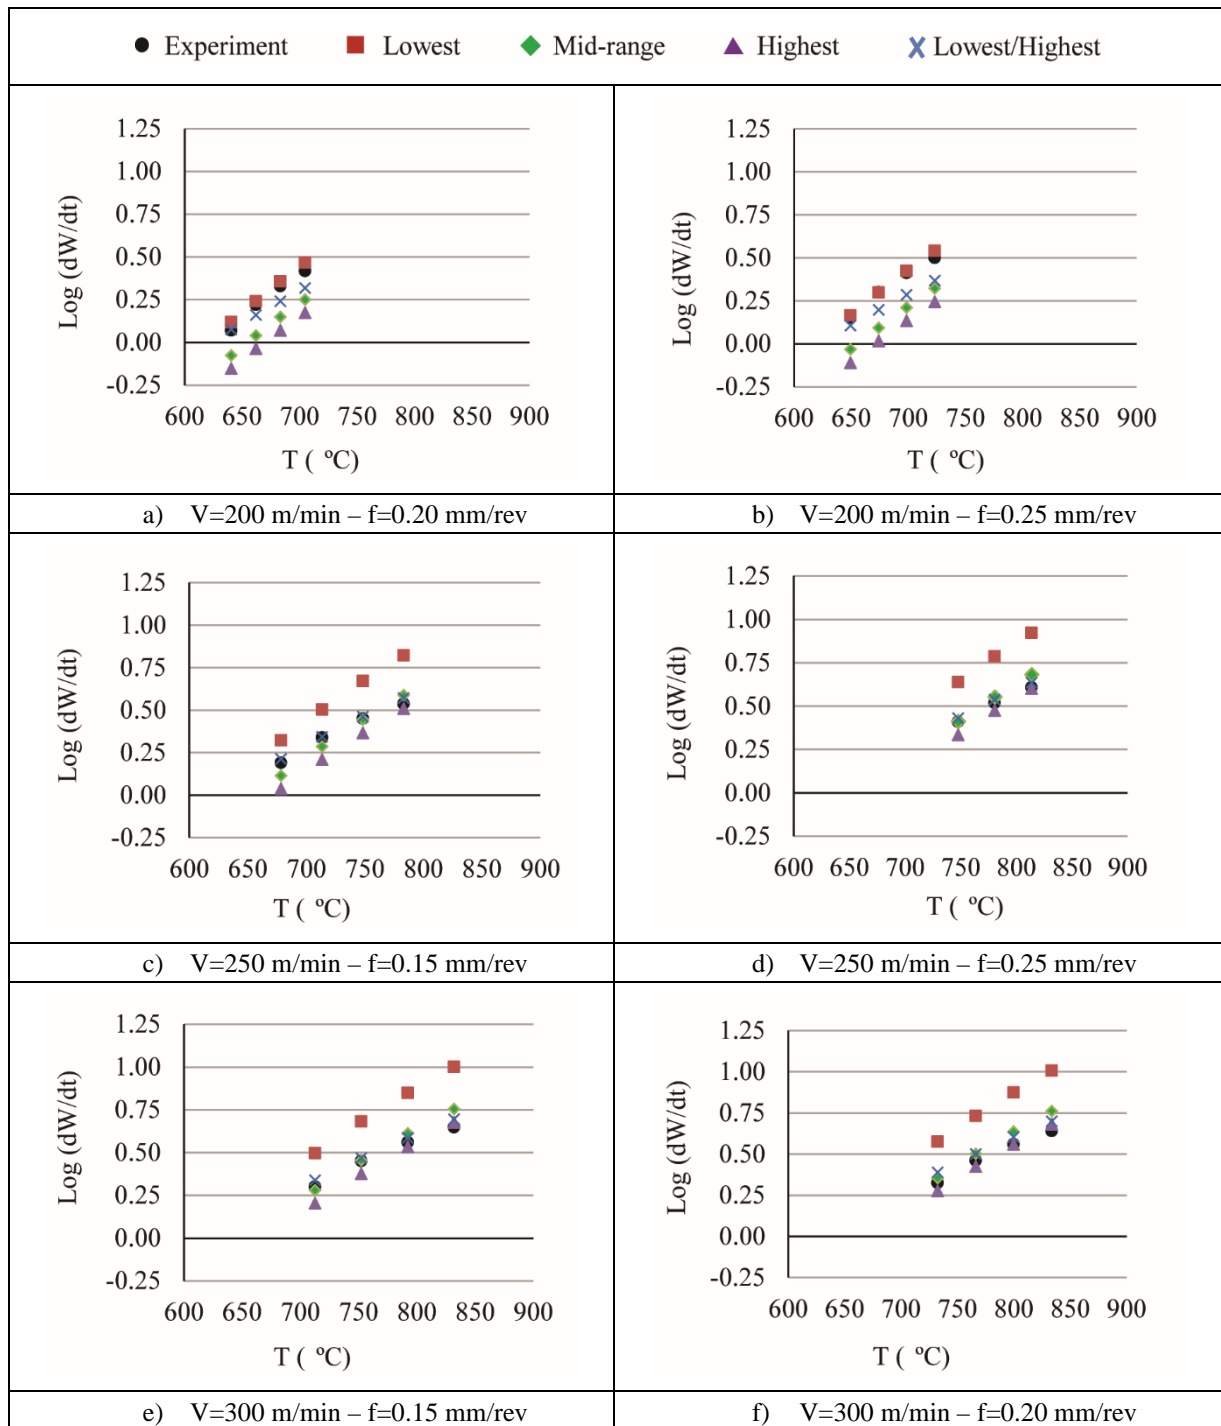 Experiment Lowest Mid-range Highest Lowest/Highest
Log (dW/dt)
1.25
1.00
0.75
0.50
0.25
0.00
-0.25
600 650 700 750 800 850 900
T ( ºC)
a) V=200 m/min – f=0.20 mm/rev
Log (dW/dt)
1.25
1.00
0.75
0.50
0.25
0.00
-0.25
600 650 700 750 800 850 900
T ( ºC)
b) V=200 m/min – f=0.25 mm/rev
Log (dW/dt)
1.25
1.00
0.75
0.50
0.25
0.00
-0.25
600 650 700 750 800 850 900
T ( ºC)
c) V=250 m/min – f=0.15 mm/rev
Log (dW/dt)
1.25
1.00
0.75
0.50
0.25
0.00
-0.25
600 650 700 750 800 850 900
T ( ºC)
d) V=250 m/min – f=0.25 mm/rev
Log (dW/dt)
1.25
1.00
0.75
0.50
0.25
0.00
-0.25
600 650 700 750 800 850 900
T ( ºC)
e) V=300 m/min – f=0.15 mm/rev
Log (dW/dt)
1.25
1.00
0.75
0.50
0.25
0.00
-0.25
600 650 700 750 800 850 900
T ( ºC)
f) V=300 m/min – f=0.20 mm/rev